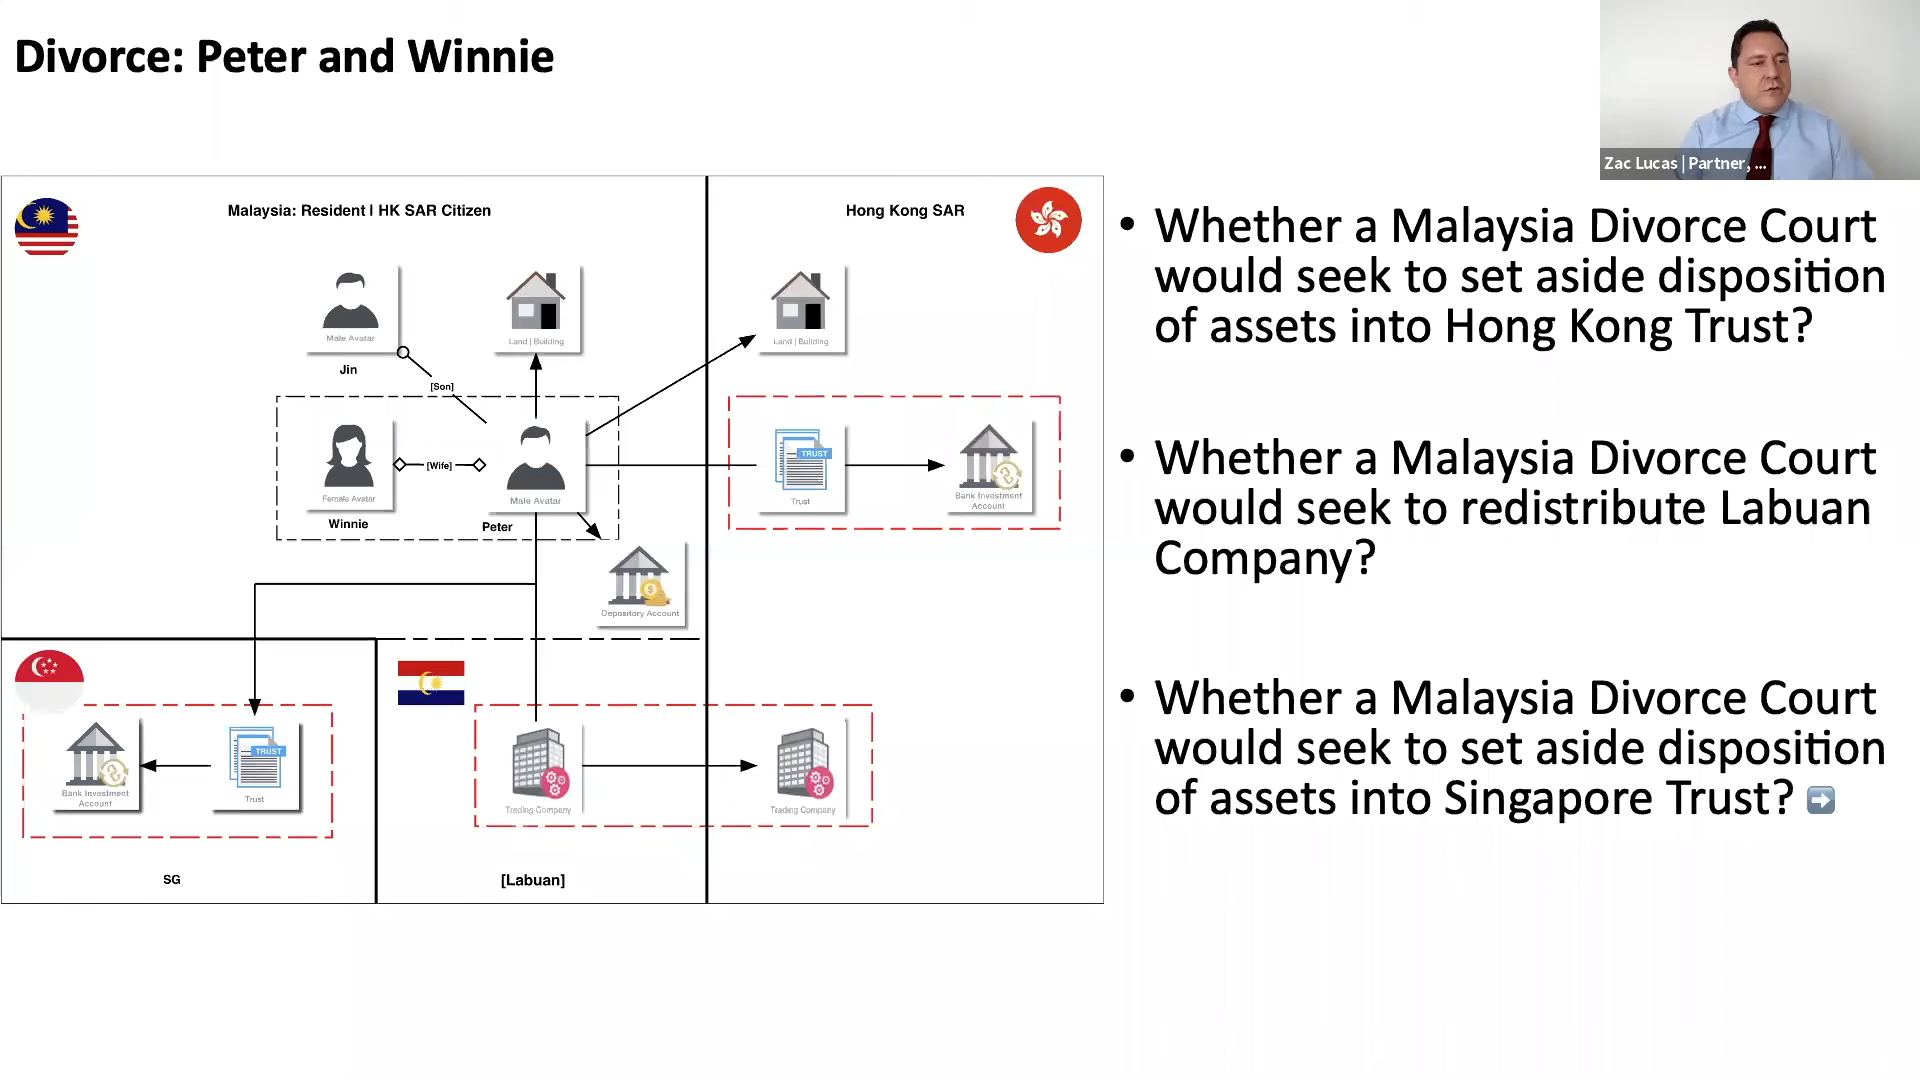 Divorce: Peter and Winnie
Zac Lucas | Partner, ...
Malaysia: Resident | HK SAR Citizen
Hong Kong SAR
Male Avatar
Jin
Land | Building
Land | Building
[Son]
TRUST
[Wife]
Female Avatar
Winnie
Male Avatar
Peter
Trust
Bank Investment
Account
Depository Account
TRUST
Bank Investment
Account
Trust
Trading Company
Trading Company
SG
[Labuan]
• Whether a Malaysia Divorce Court
would seek to set aside disposition
of assets into Hong Kong Trust?
• Whether a Malaysia Divorce Court
would seek to redistribute Labuan
Company?
• Whether a Malaysia Divorce Court
would seek to set aside disposition
of assets into Singapore Trust? ➡